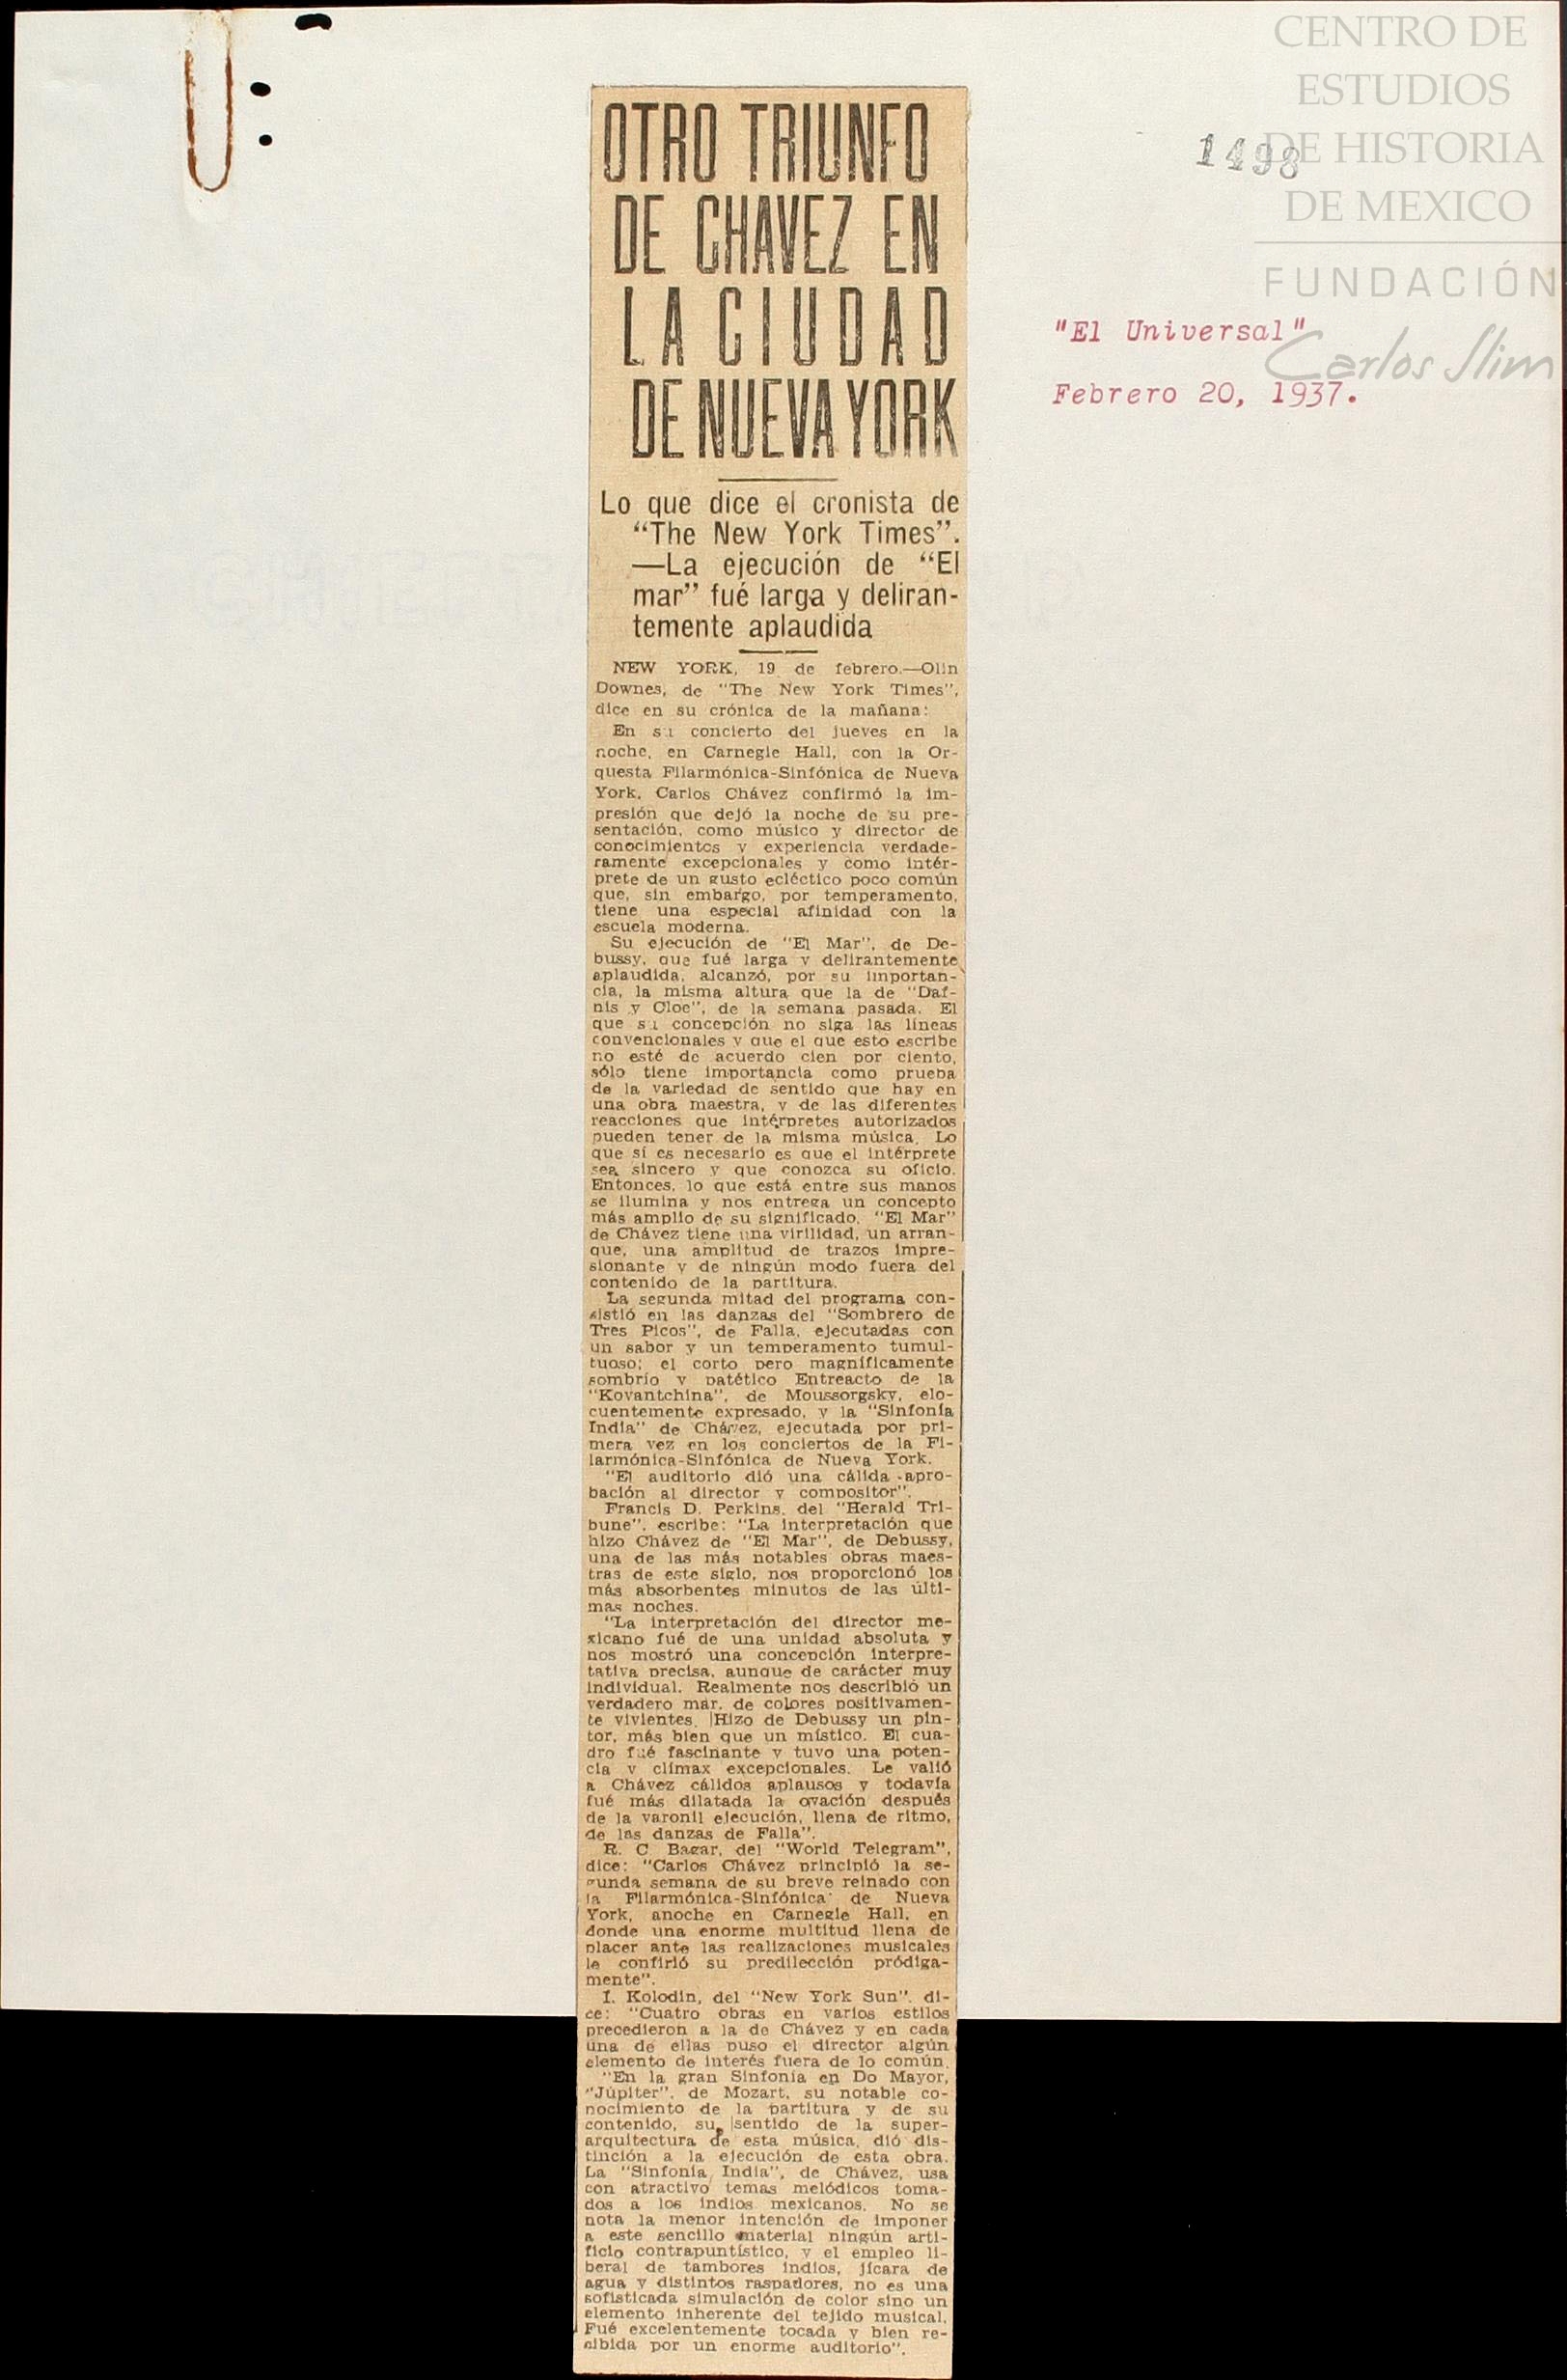 CENTRO DE
ESTUDIOS
DE HISTORIA
DE MEXICO
FUNDACIÓN
Carlos Slim
1498
"El Universal"
Febrero 20, 1937.
OTRO TRIUNFO
DE CHAVEZ EN
LA CIUDAD
DE NUEVA YORK
Lo que dice el cronista de
“The New York Times”.
—La ejecución de “El
mar” fué larga y deliran-
temente aplaudida
NEW YORK, 19 de febrero.—Olin
Downes, de "The New York Times",
dice en su crónica de la mañana:
En su concierto del jueves en la
noche, en Carnegie Hall, con la Or-
questa Filarmónica-Sinfónica de Nueva
York, Carlos Chávez confirmó la im-
presión que dejó la noche de su pre-
sentación, como músico y director de
conocimientos y experiencia verdade-
ramente excepcionales y como intér-
prete de un gusto ecléctico poco común
que, sin embargo, por temperamento,
tiene una especial afinidad con la
escuela moderna.
Su ejecución de "El Mar", de De-
bussy, que fué larga y delirantemente
aplaudida, alcanzó, por su importan-
cia, la misma altura que la de "Daf-
nis y Cloe", de la semana pasada. El
que su concepción no siga las líneas
convencionales y que el que esto escribe
no esté de acuerdo cien por ciento,
sólo tiene importancia como prueba
de la variedad de sentido que hay en
una obra maestra, y de las diferentes
reacciones que intérpretes autorizados
pueden tener de la misma música. Lo
que sí es necesario es que el intérprete
sea sincero y que conozca su oficio.
Entonces, lo que está entre sus manos
se ilumina y nos entrega un concepto
más amplio de su significado. "El Mar"
de Chávez tiene una virilidad, un arran-
que, una amplitud de trazos impre-
sionante y de ningún modo fuera del
contenido de la partitura.
La segunda mitad del programa con-
sistió en las danzas del "Sombrero de
Tres Picos", de Falla, ejecutadas con
un sabor y un temperamento tumul-
tuoso; el corto pero magníficamente
sombrío y patético Entreacto de la
"Kovantchina", de Moussorgsky, elo-
cuentemente expresado, y la "Sinfonía
India" de Chávez, ejecutada por pri-
mera vez en los conciertos de la Fi-
larmónica-Sinfónica de Nueva York.
"El auditorio dió una cálida apro-
bación al director y compositor".
Francis D. Perkins, del "Herald Tri-
bune", escribe: "La interpretación que
hizo Chávez de "El Mar", de Debussy,
una de las más notables obras maes-
tras de este siglo, nos proporcionó los
más absorbentes minutos de las últi-
mas noches.
"La interpretación del director me-
xicano fué de una unidad absoluta y
nos mostró una concepción interpre-
tativa precisa, aunque de carácter muy
individual. Realmente nos describió un
verdadero mar, de colores positivamen-
te vivientes. Hizo de Debussy un pin-
tor, más bien que un místico. El cua-
dro fué fascinante y tuvo una poten-
cia y clímax excepcionales. Le valió
a Chávez cálidos aplausos y todavía
fué más dilatada la ovación después
de la varonil ejecución, llena de ritmo,
de las danzas de Falla".
R. C Bagar, del "World Telegram",
dice: "Carlos Chávez principió la se-
gunda semana de su breve reinado con
la Filarmónica-Sinfónica de Nueva
York, anoche en Carnegie Hall, en
donde una enorme multitud llena de
placer ante las realizaciones musicales
le confirió su predilección pródiga-
mente".
I. Kolodin, del "New York Sun", di-
ce: "Cuatro obras en varios estilos
precedieron a la de Chávez y en cada
una de ellas puso el director algún
elemento de interés fuera de lo común.
"En la gran Sinfonía en Do Mayor,
"Júpiter", de Mozart, su notable co-
nocimiento de la partitura y de su
contenido, su sentido de la super-
arquitectura de esta música, dió dis-
tinción a la ejecución de esta obra.
La "Sinfonía India", de Chávez, usa
con atractivo temas melódicos toma-
dos a los indios mexicanos. No se
nota la menor intención de imponer
a este sencillo material ningún arti-
ficio contrapuntístico, y el empleo li-
beral de tambores indios, jícara de
agua y distintos raspadores, no es una
sofisticada simulación de color sino un
elemento inherente del tejido musical.
Fué excelentemente tocada y bien re-
cibida por un enorme auditorio".